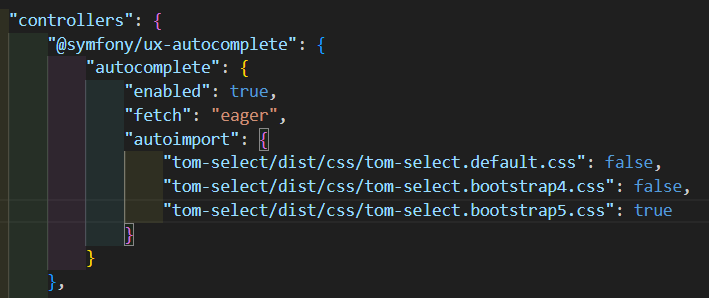 "controllers": {
"@symfony/ux-autocomplete": {
"autocomplete": {
"enabled": true,
"fetch": "eager",
"autoimport": {
"tom-select/dist/css/tom-select.default.css": false,
"tom-select/dist/css/tom-select.bootstrap4.css": false,
"tom-select/dist/css/tom-select.bootstrap5.css": true
}
}
},